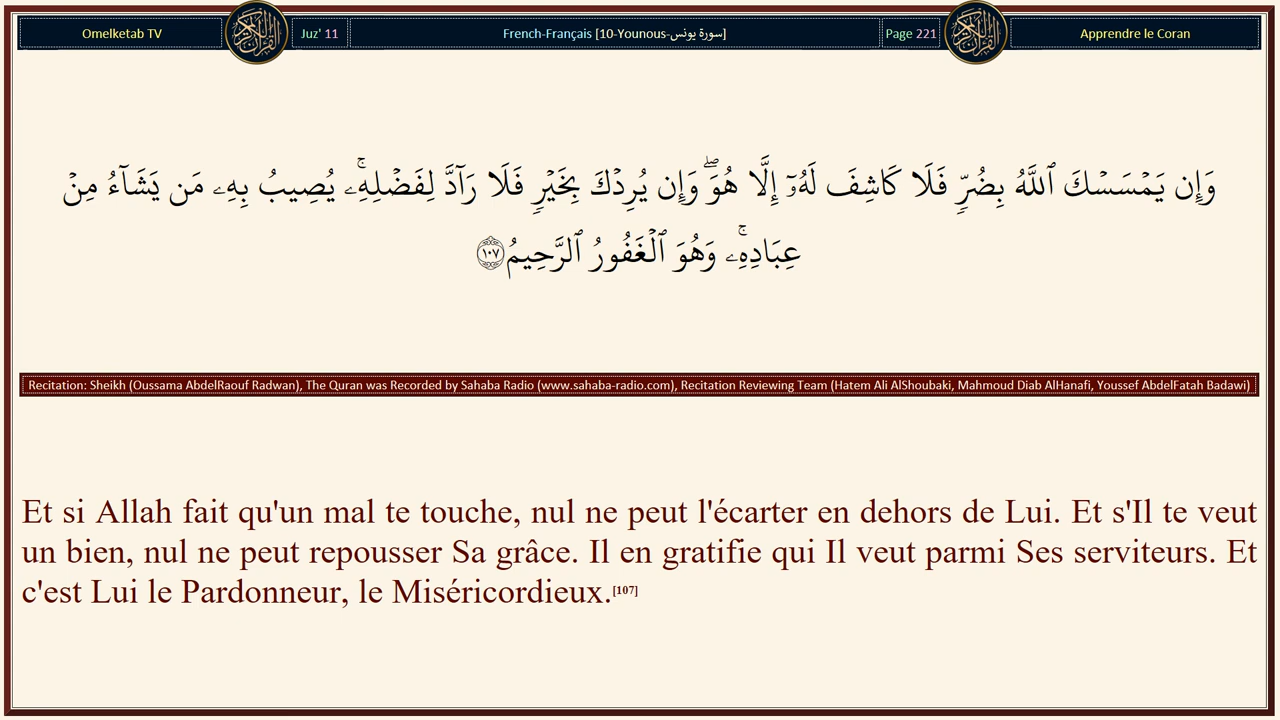 Omelketab TV
Juz' 11
French-Français [10-Younous-سورة يونس]
Page 221
Apprendre le Coran
وَإِن يَمۡسَسۡكَ ٱللَّهُ بِضُرّٖ فَلَا كَاشِفَ لَهُۥٓ إِلَّا هُوَۖ وَإِن يُرِدۡكَ بِخَيۡرٖ فَلَا رَآدَّ لِفَضۡلِهِۦۚ يُصِيبُ بِهِۦ مَن يَشَآءُ مِنۡ
عِبَادِهِۦۚ وَهُوَ ٱلۡغَفُورُ ٱلرَّحِيمُ ١٠٧
Recitation: Sheikh (Oussama AbdelRaouf Radwan), The Quran was Recorded by Sahaba Radio (www.sahaba-radio.com), Recitation Reviewing Team (Hatem Ali AlShoubaki, Mahmoud Diab AlHanafi, Youssef AbdelFatah Badawi)
Et si Allah fait qu'un mal te touche, nul ne peut l'écarter en dehors de Lui. Et s'Il te veut
un bien, nul ne peut repousser Sa grâce. Il en gratifie qui Il veut parmi Ses serviteurs. Et
c'est Lui le Pardonneur, le Miséricordieux.[107]